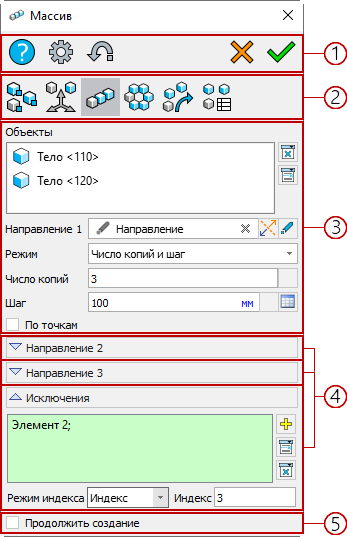 Массив
1
2
Объекты
Тело <110>
Тело <120>
3
Направление 1 Направление
Режим Число копий и шаг
Число копий 3
Шаг 100 мм
По точкам
Направление 2
Направление 3
4
Исключения
Элемент 2;
Режим индекса Индекс Индекс 3
Продолжить создание 5